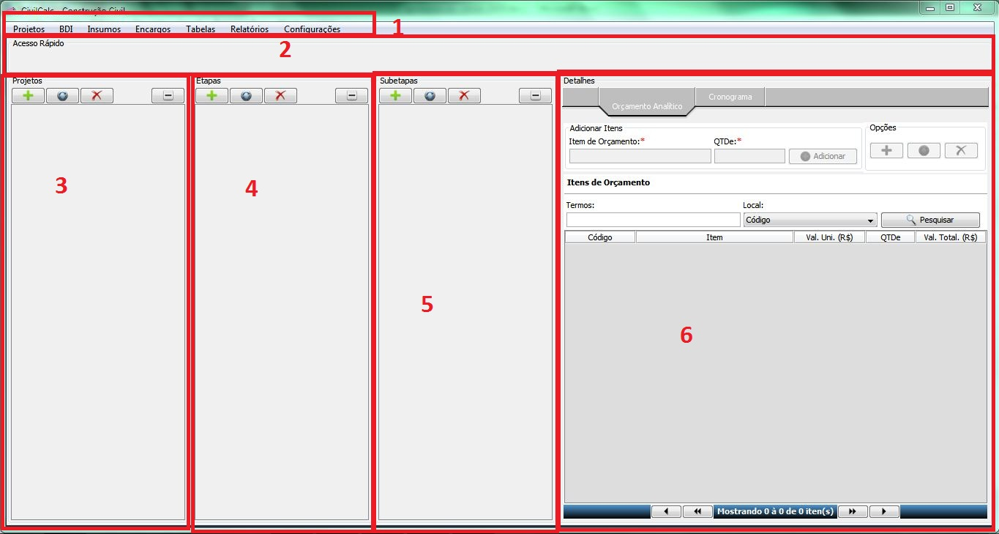 CivilCalc - Construção Civil
Projetos BDI Insumos Encargos Tabelas Relatórios Configurações
1
Acesso Rápido
2
Projetos
3
Etapas
4
Subetapas
5
Detalhes
Orçamento Analítico Cronograma
Adicionar Itens
Item de Orçamento:* QTDe:*
Adicionar
Opções
Itens de Orçamento
Termos: Local:
Código Pesquisar
Código Item Val. Uni. (R$) QTDe Val. Total. (R$)
6
Mostrando 0 à 0 de 0 iten(s)